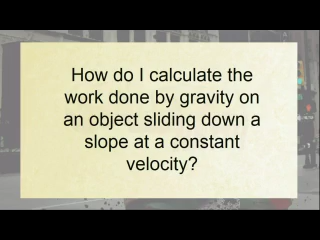 How do I calculate the
work done by gravity on
an object sliding down a
slope at a constant
velocity?